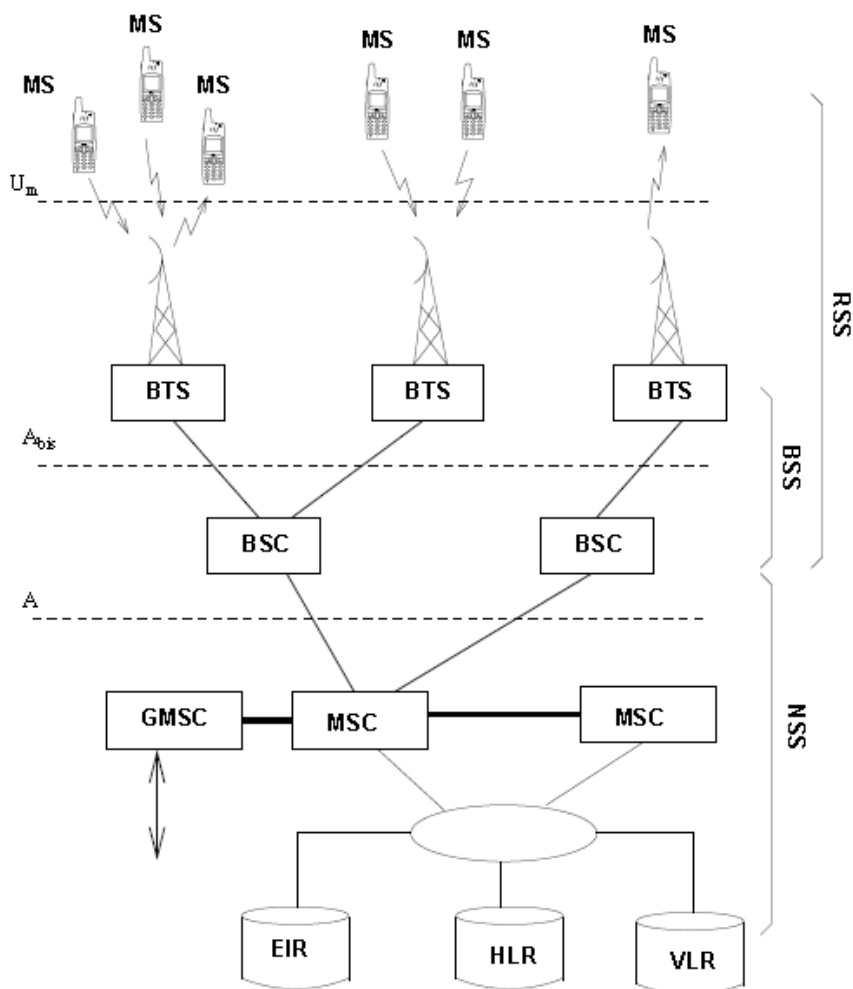 MS
MS
MS
MS
MS
MS
Um
RSS
BTS
BTS
BTS
Abis
BSS
BSC
BSC
A
GMSC
MSC
MSC
NSS
EIR
HLR
VLR